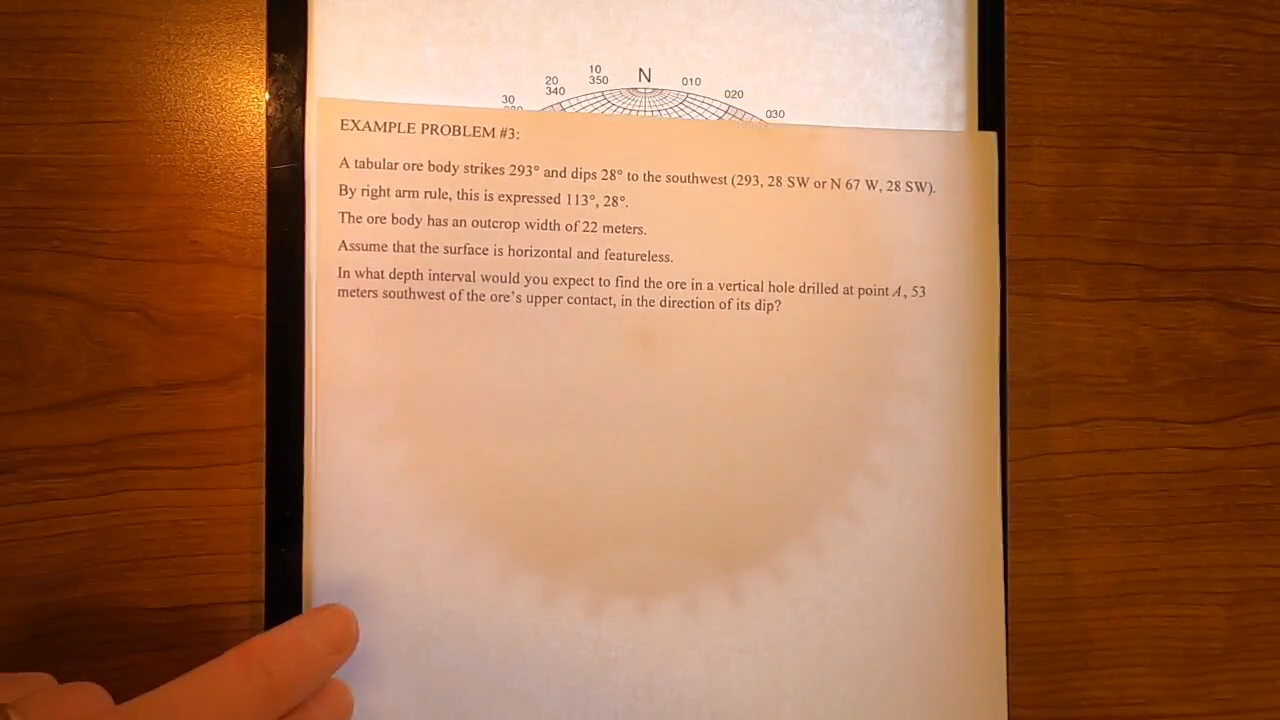 10
20 350 N 010
30 340 020
030
EXAMPLE PROBLEM #3:
A tabular ore body strikes 293° and dips 28° to the southwest (293, 28 SW or N 67 W, 28 SW).
By right arm rule, this is expressed 113°, 28°.
The ore body has an outcrop width of 22 meters.
Assume that the surface is horizontal and featureless.
In what depth interval would you expect to find the ore in a vertical hole drilled at point A, 53
meters southwest of the ore's upper contact, in the direction of its dip?